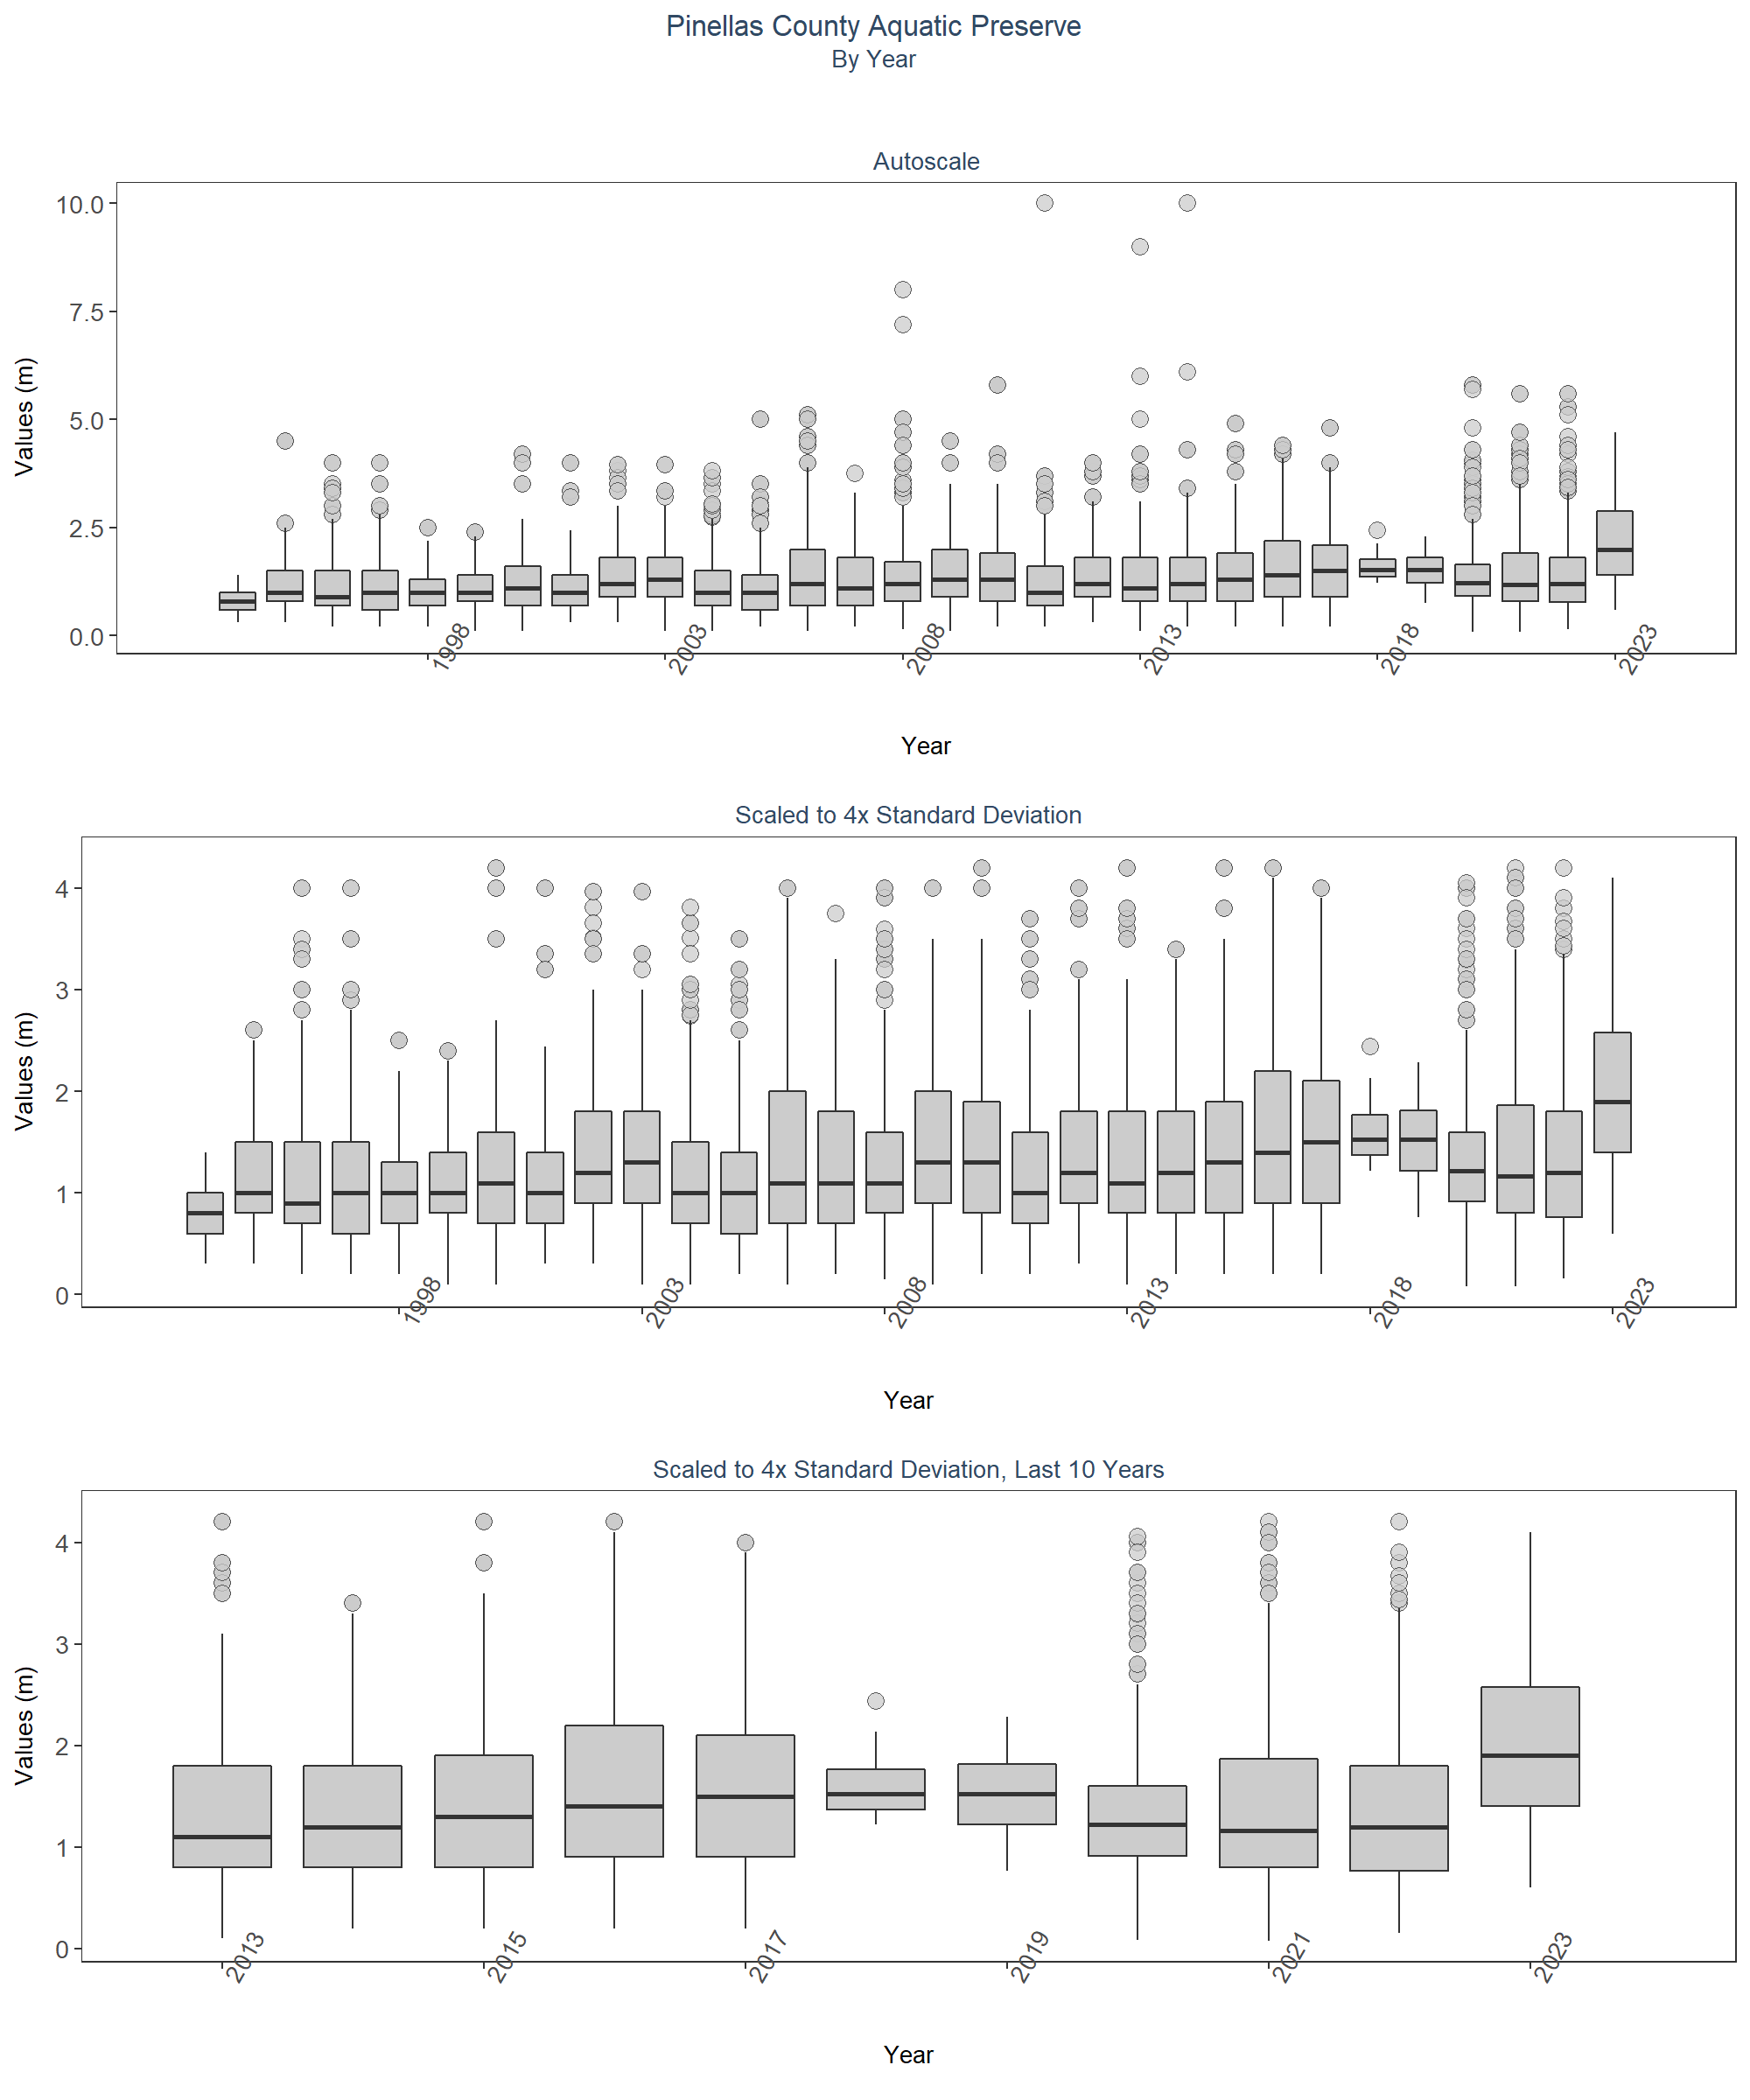 Pinellas County Aquatic Preserve
By Year
Autoscale
10.0
7.5
5.0
2.5
0.0
Values (m)
1998 2003 2008 2013 2018 2023
Year
Scaled to 4x Standard Deviation
4
3
2
1
0
Values (m)
1998 2003 2008 2013 2018 2023
Year
Scaled to 4x Standard Deviation, Last 10 Years
4
3
2
1
0
Values (m)
2013 2015 2017 2019 2021 2023
Year